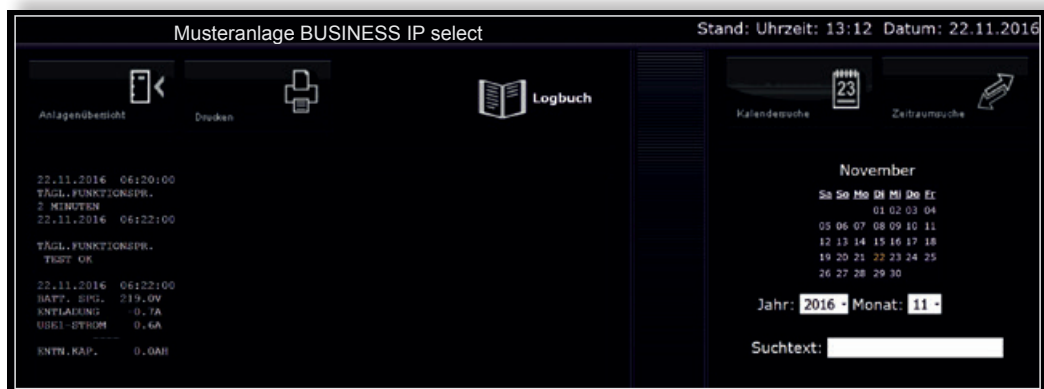 Musteranlage BUSINESS IP select
Stand: Uhrzeit: 13:12 Datum: 22.11.2016
Anlagenübersicht
Drucken
Logbuch
23
Kalendersuche
Zeitraumsuche
22.11.2016 06:20:00
TÄGL.FUNKTIONSPR.
2 MINUTEN
22.11.2016 06:22:00
TÄGL.FUNKTIONSPR.
TEST OK
22.11.2016 06:22:00
BATT. SPG. 219.0V
ENTLADUNG -0.7A
USE1-STROM 0.6A
----
ENTN.KAP. 0.0AH
November
Sa So Mo Di Mi Do Fr
01 02 03 04
05 06 07 08 09 10 11
12 13 14 15 16 17 18
19 20 21 22 23 24 25
26 27 28 29 30
Jahr: 2016 Monat: 11
Suchtext: